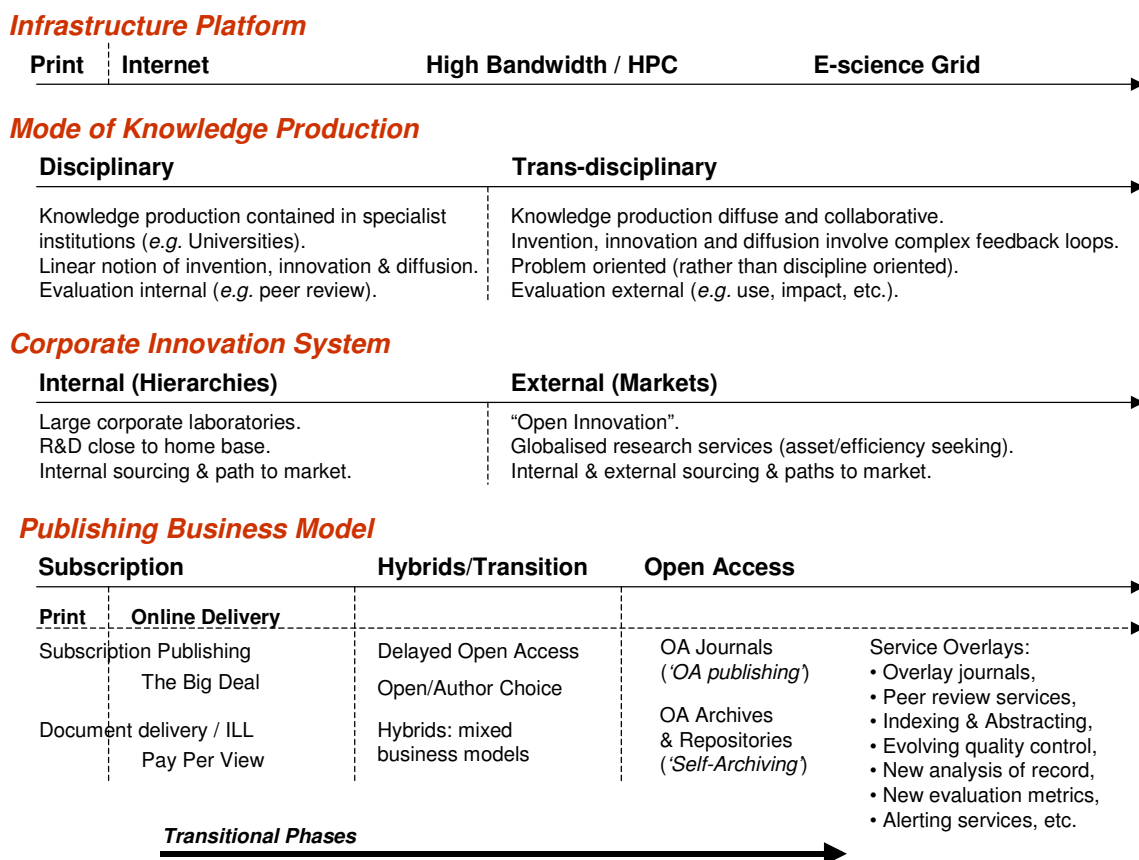 Infrastructure Platform
Print Internet High Bandwidth / HPC E-science Grid
Mode of Knowledge Production
Disciplinary Trans-disciplinary
Knowledge production contained in specialist
institutions (e.g. Universities).
Linear notion of invention, innovation & diffusion.
Evaluation internal (e.g. peer review).
Knowledge production diffuse and collaborative.
Invention, innovation and diffusion involve complex feedback loops.
Problem oriented (rather than discipline oriented).
Evaluation external (e.g. use, impact, etc.).
Corporate Innovation System
Internal (Hierarchies) External (Markets)
Large corporate laboratories.
R&D close to home base.
Internal sourcing & path to market.
“Open Innovation”.
Globalised research services (asset/efficiency seeking).
Internal & external sourcing & paths to market.
Publishing Business Model
Subscription Hybrids/Transition Open Access
Print Online Delivery
Subscription Publishing
The Big Deal
Document delivery / ILL
Pay Per View
Delayed Open Access
Open/Author Choice
Hybrids: mixed
business models
OA Journals
(‘OA publishing’)
OA Archives
& Repositories
(‘Self-Archiving’)
Service Overlays:
• Overlay journals,
• Peer review services,
• Indexing & Abstracting,
• Evolving quality control,
• New analysis of record,
• New evaluation metrics,
• Alerting services, etc.
Transitional Phases